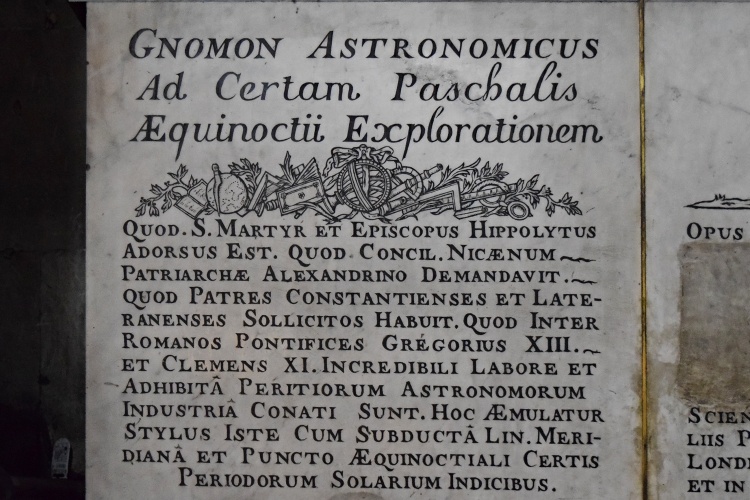 Gnomon Astronomicus
Ad Certam Paschalis
Æquinoctii Explorationem
Quod. S. Martyr et Episcopus Hippolytus
Adorsus Est. Quod Concil. Nicænum
Patriarchæ Alexandrino Demandavit.
Quod Patres Constantienses et Late-
ranenses Sollicitos Habuit. Quod Inter
Romanos Pontifices Grégorius XIII.
et Clemens XI. Incredibili Labore et
Adhibitâ Peritiorum Astronomorum
Industriâ Conati Sunt. Hoc Æmulatur
Stylus Iste Cum Subductâ Lin. Meri-
dianâ et Puncto Æquinoctiali Certis
Periodorum Solarium Indicibus.
Opus
Scien
liis P
Londi
et in